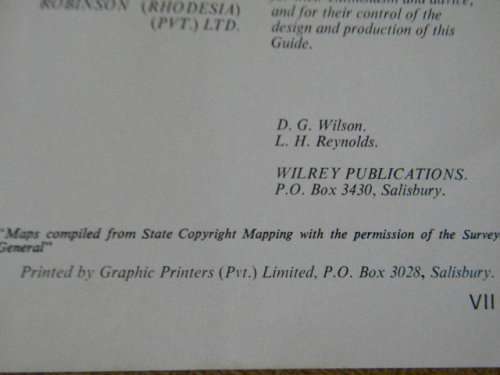 ROBINSON (RHODESIA)
(PVT.) LTD.
and for their control of the
design and production of this
Guide.
D. G. Wilson.
L. H. Reynolds.
WILREY PUBLICATIONS.
P.O. Box 3430, Salisbury.
"Maps compiled from State Copyright Mapping with the permission of the Survey
General"
Printed by Graphic Printers (Pvt.) Limited, P.O. Box 3028, Salisbury.
VII